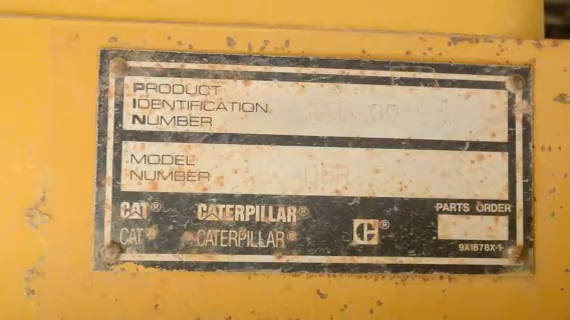 PRODUCT
IDENTIFICATION
NUMBER
MODEL
NUMBER
CAT® CATERPILLAR® PARTS ORDER
CAT® CATERPILLAR® ®
9X1878X-1